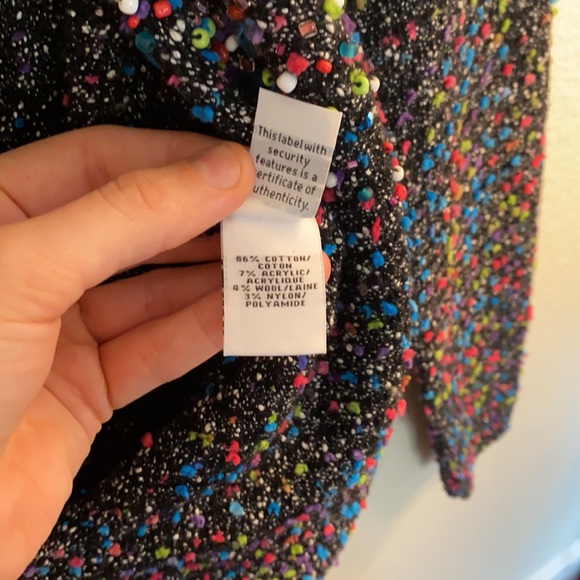 This label with
security
features is a
certificate of
authenticity.
86% COTTON/
COTON
7% ACRYLIC/
ACRYLIQUE
4% WOOL/LAINE
3% NYLON/
POLYAMIDE